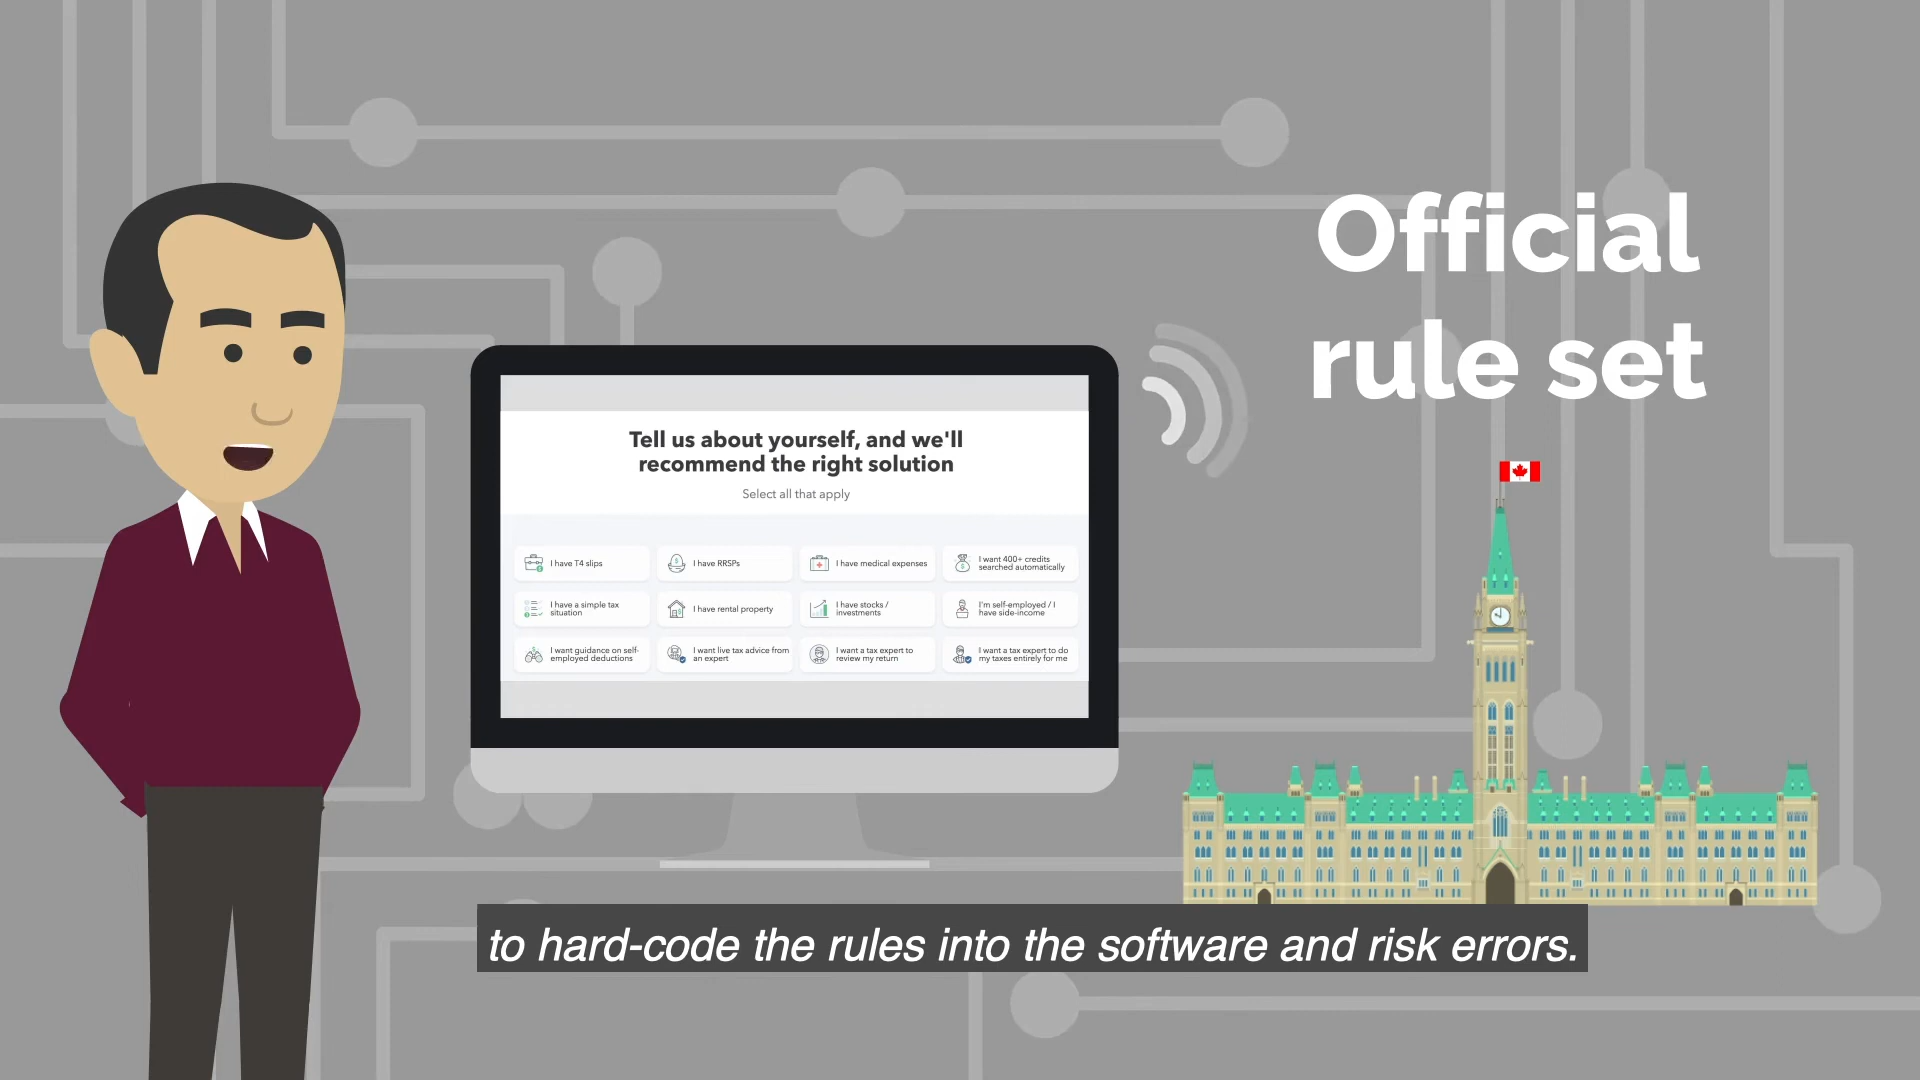 Official
rule set
Tell us about yourself, and we'll
recommend the right solution
Select all that apply
I have T4 slips
I have RRSPs
I have medical expenses
I want 400+ credits
searched automatically
I have a simple tax
situation
I have rental property
I have stocks /
investments
I'm self-employed / I
have side-income
I want guidance on self-
employed deductions
I want live tax advice from
an expert
I want a tax expert to
review my return
I want a tax expert to do
my taxes entirely for me
to hard-code the rules into the software and risk errors.